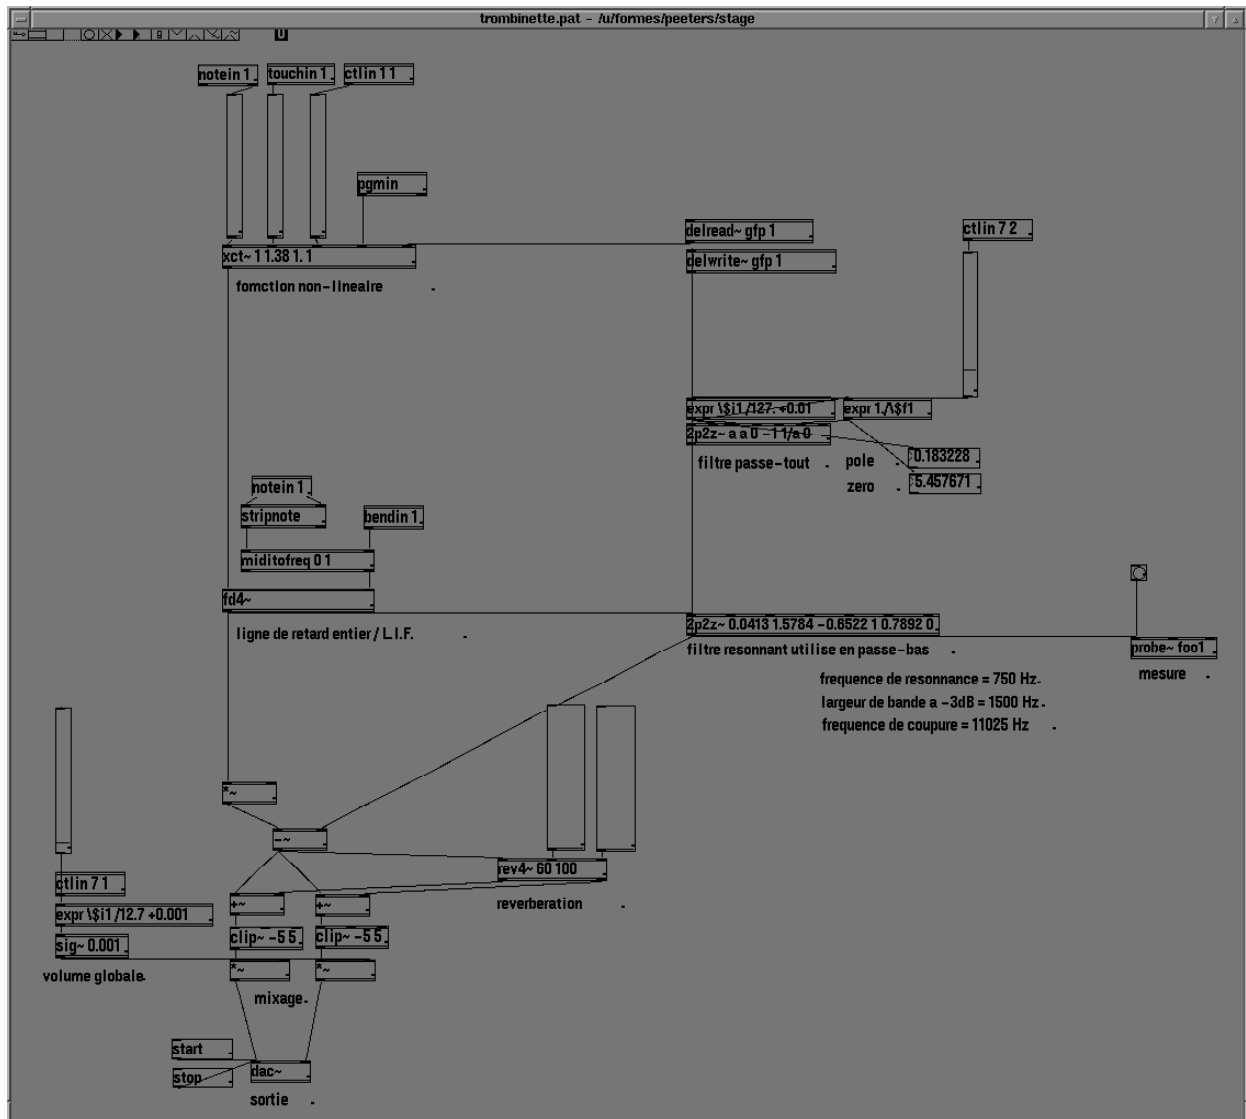 trombinette.pat - /u/formes/peeters/stage
U
notein 1
touchin 1
ctlin 1 1
pgmin
delread~ gfp 1
ctlin 7 2
xct~ 1 1.38 1. 1
delwrite~ gfp 1
fomction non-lineaire
expr \$i1 /127. +0.01
expr 1./\$f1
2p2z~ a a 0 -1 1/a 0
filtre passe-tout
pole
0.183228
zero
5.457671
notein 1
stripnote
bendin 1
miditofreq 0 1
fd4~
ligne de retard entier / L.I.F.
2p2z~ 0.0413 1.5784 -0.6522 1 0.7892 0
filtre resonnant utilise en passe-bas
probe~ foo1
mesure
frequence de resonnance = 750 Hz
largeur de bande a -3dB = 1500 Hz
frequence de coupure = 11025 Hz
*~
-~
rev4~ 60 100
reverberation
ctlin 7 1
expr \$i1 /12.7 +0.001
sig~ 0.001
volume globale
+~
+~
clip~ -5 5
clip~ -5 5
*~
*~
mixage
start
stop
dac~
sortie